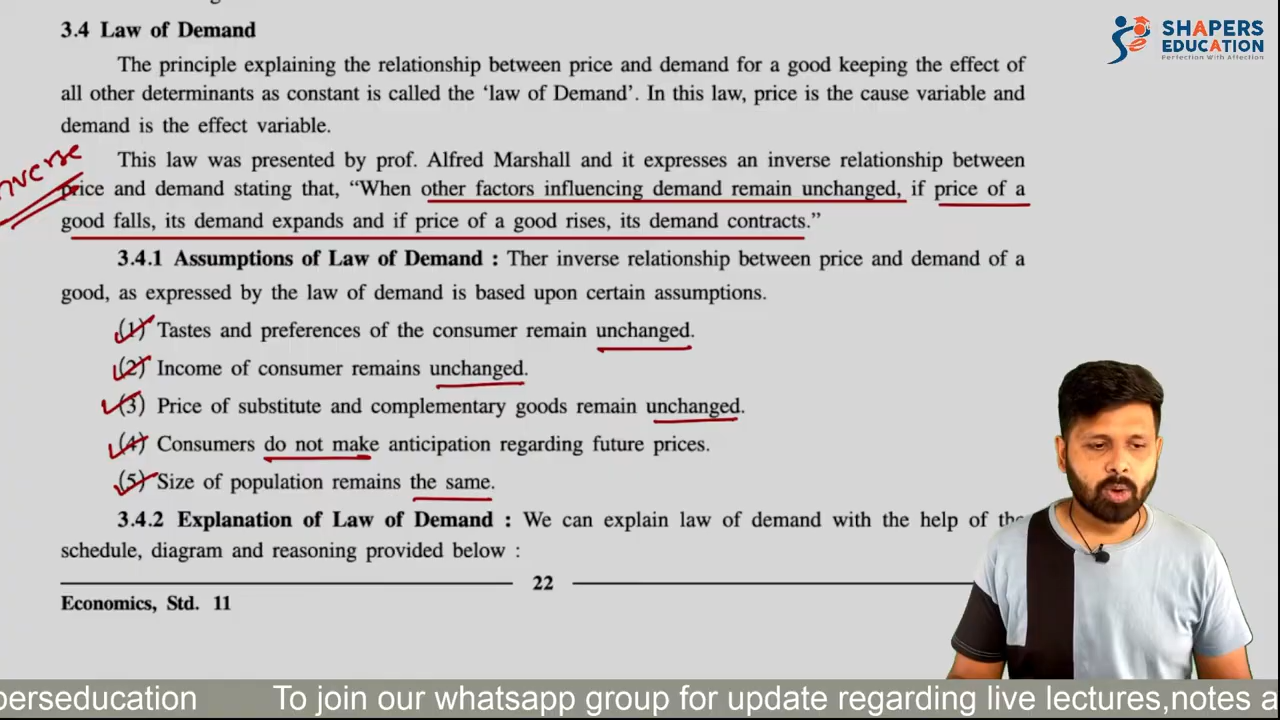 3.4 Law of Demand
The principle explaining the relationship between price and demand for a good keeping the effect of
all other determinants as constant is called the ‘law of Demand’. In this law, price is the cause variable and
demand is the effect variable.
This law was presented by prof. Alfred Marshall and it expresses an inverse relationship between
price and demand stating that, “When other factors influencing demand remain unchanged, if price of a
good falls, its demand expands and if price of a good rises, its demand contracts.”
3.4.1 Assumptions of Law of Demand : Ther inverse relationship between price and demand of a
good, as expressed by the law of demand is based upon certain assumptions.
(1) Tastes and preferences of the consumer remain unchanged.
(2) Income of consumer remains unchanged.
(3) Price of substitute and complementary goods remain unchanged.
(4) Consumers do not make anticipation regarding future prices.
(5) Size of population remains the same.
3.4.2 Explanation of Law of Demand : We can explain law of demand with the help of the
schedule, diagram and reasoning provided below :
22
Economics, Std. 11
SHAPERS
EDUCATION
Perfection With Affection
nverse
perseducation To join our whatsapp group for update regarding live lectures,notes a